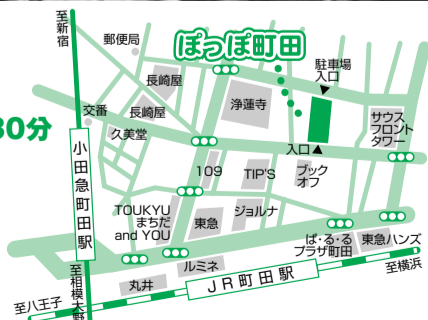 至新宿
郵便局
ぽっぽ町田
駐車場
入口
長崎屋
浄蓮寺
交番
長崎屋
サウス
フロント
タワー
30分
久美堂
入口
小田急町田駅
109
TIP'S
ブック
オフ
TOUKYU
まちだ
and YOU
東急
ジョルナ
ぱ・る・る
プラザ町田
東急ハンズ
ルミネ
至相模大野
丸井
JR町田駅
至横浜
至八王子